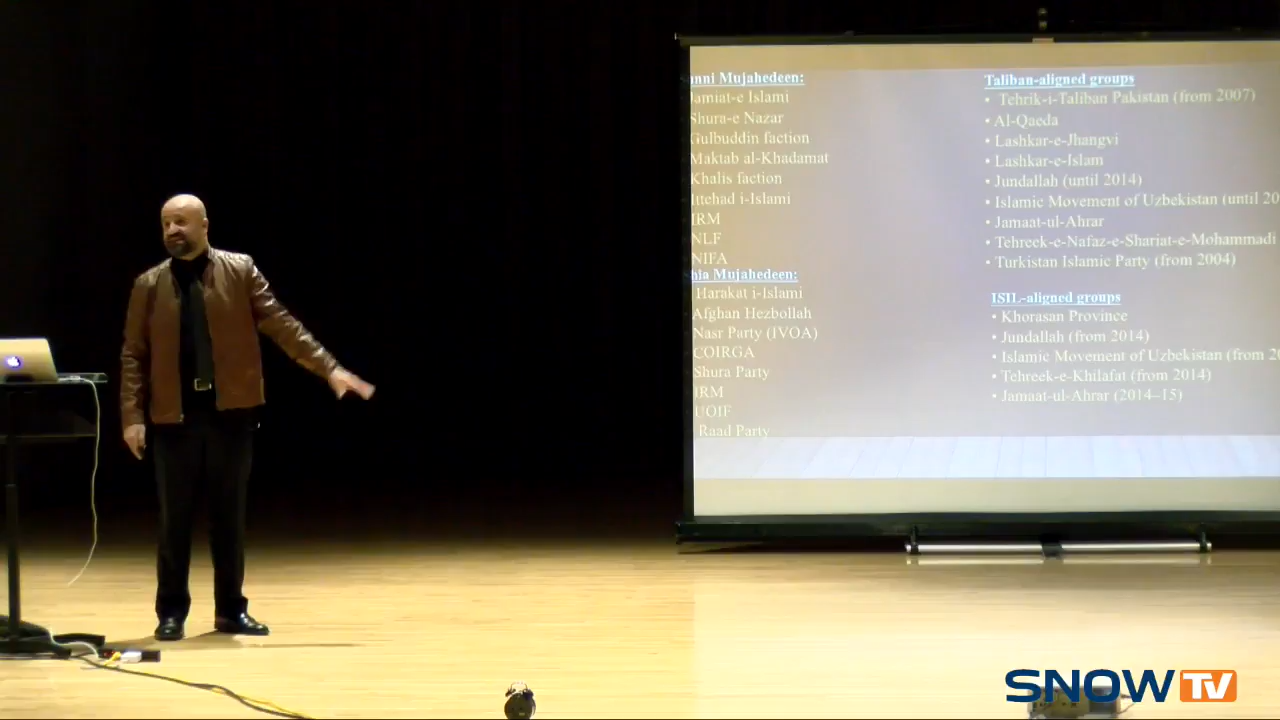 nni Mujahedeen:
Jamiat-e Islami
Shura-e Nazar
Gulbuddin faction
Maktab al-Khadamat
Khalis faction
Ittehad i-Islami
IRM
NLF
NIFA
hia Mujahedeen:
Harakat i-Islami
Afghan Hezbollah
Nasr Party (IVOA)
COIRGA
Shura Party
IRM
UOIF
Raad Party
Taliban-aligned groups
• Tehrik-i-Taliban Pakistan (from 2007)
• Al-Qaeda
• Lashkar-e-Jhangvi
• Lashkar-e-Islam
• Jundallah (until 2014)
• Islamic Movement of Uzbekistan (until 20
• Jamaat-ul-Ahrar
• Tehreek-e-Nafaz-e-Shariat-e-Mohammadi
• Turkistan Islamic Party (from 2004)
ISIL-aligned groups
• Khorasan Province
• Jundallah (from 2014)
• Islamic Movement of Uzbekistan (from 20
• Tehreek-e-Khilafat (from 2014)
• Jamaat-ul-Ahrar (2014–15)
SNOW TV